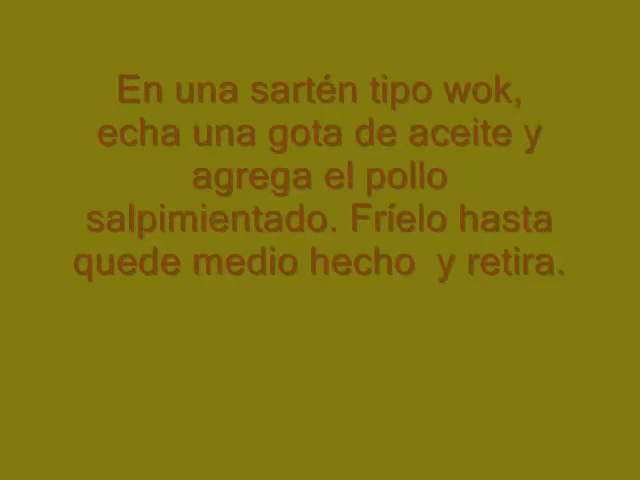 En una sartén tipo wok,
echa una gota de aceite y
agrega el pollo
salpimientado. Fríelo hasta
quede medio hecho  y retira.